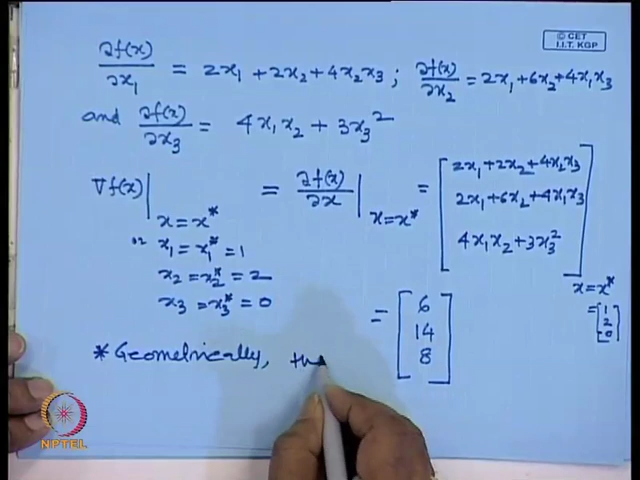 © CET
I.I.T. KGP
∂f(x)/∂x₁ = 2x₁ + 2x₂ + 4x₂x₃ ; ∂f(x)/∂x₂ = 2x₁ + 6x₂ + 4x₁x₃
and ∂f(x)/∂x₃ = 4x₁x₂ + 3x₃²
∇f(x)| x=x* = ∂f(x)/∂x | x=x* = [2x₁+2x₂+4x₂x₃
2x₁+6x₂+4x₁x₃
4x₁x₂+3x₃²] x=x* = [1 2 0]
or x₁=x₁*=1
x₂=x₂*=2
x₃=x₃*=0
= [6
14
8]
* Geometrically, th
NPTEL